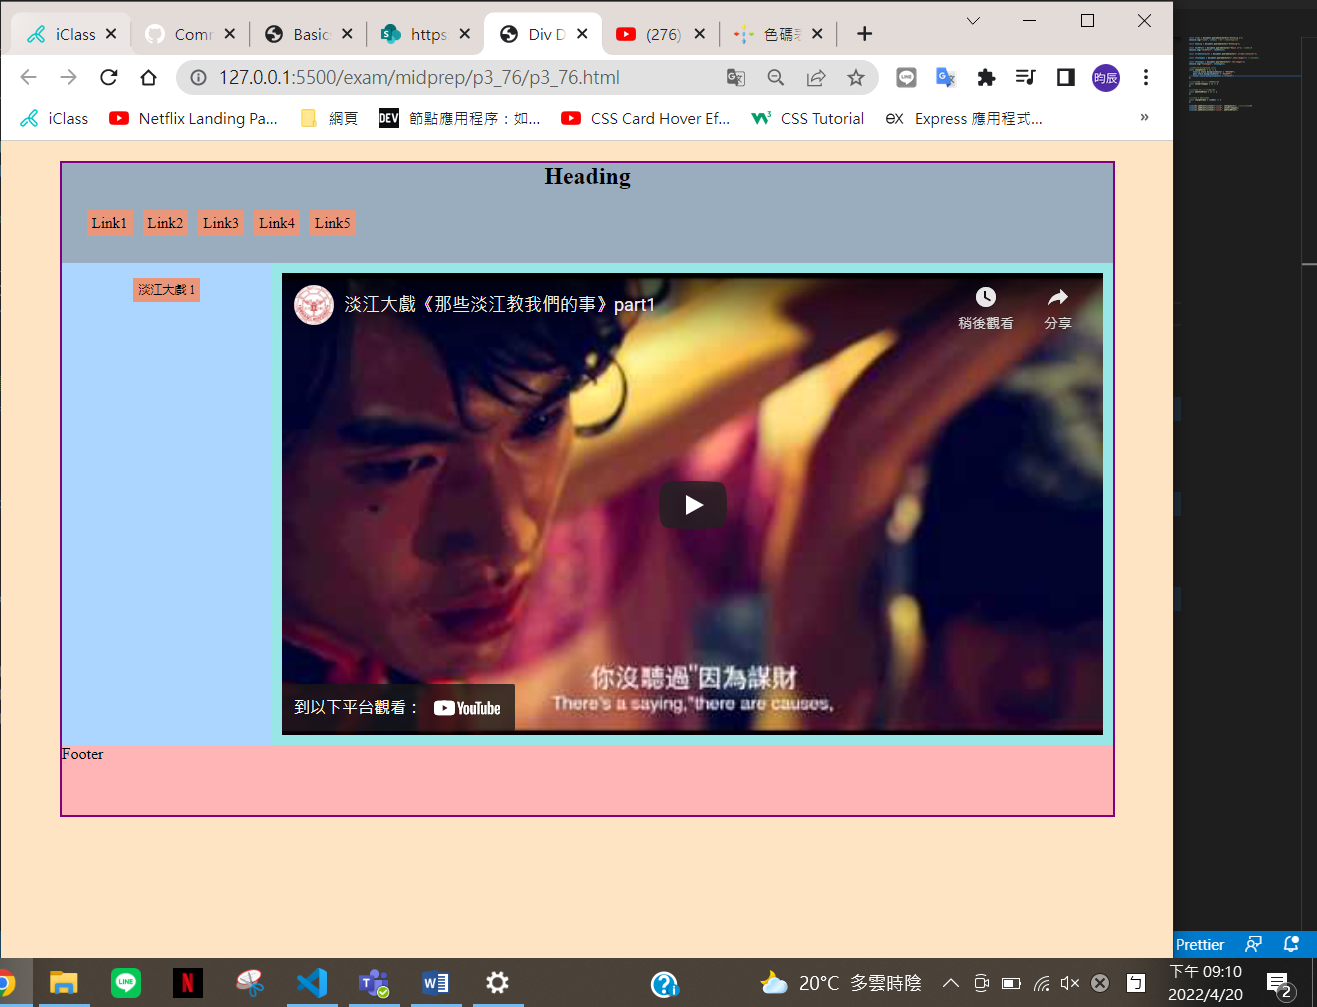 iClass
Comr
Basic
https
Div D
(276)
色碼
127.0.0.1:5500/exam/midprep/p3_76/p3_76.html
昀辰
iClass
Netflix Landing Pa...
網頁
DEV 節點應用程序：如...
CSS Card Hover Ef...
CSS Tutorial
ex Express 應用程式...
»
Heading
Link1 Link2 Link3 Link4 Link5
淡江大戲 1
淡江大戲《那些淡江教我們的事》part1
稍後觀看
分享
你沒聽過"因為謀財
There's a saying,"there are causes,
到以下平台觀看： YouTube
Footer
Prettier
LINE
N
20°C 多雲時陰
下午 09:10
2022/4/20
2